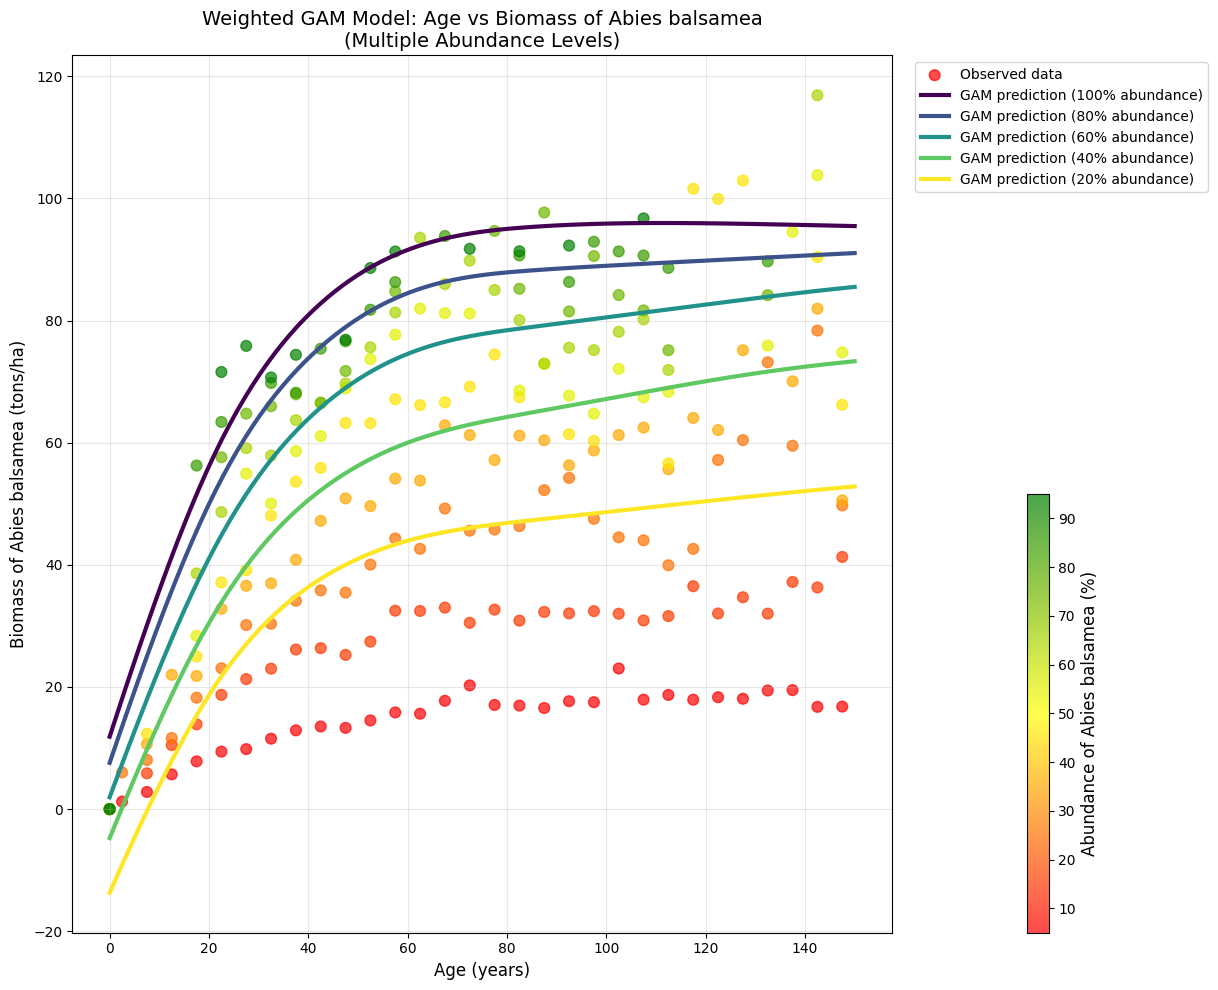 Weighted GAM Model: Age vs Biomass of Abies balsamea
(Multiple Abundance Levels)
Observed data
GAM prediction (100% abundance)
GAM prediction (80% abundance)
GAM prediction (60% abundance)
GAM prediction (40% abundance)
GAM prediction (20% abundance)
Biomass of Abies balsamea (tons/ha)
120
100
80
60
40
20
0
−20
0 20 40 60 80 100 120 140
Age (years)
90
80
70
60
50
40
30
20
10
Abundance of Abies balsamea (%)